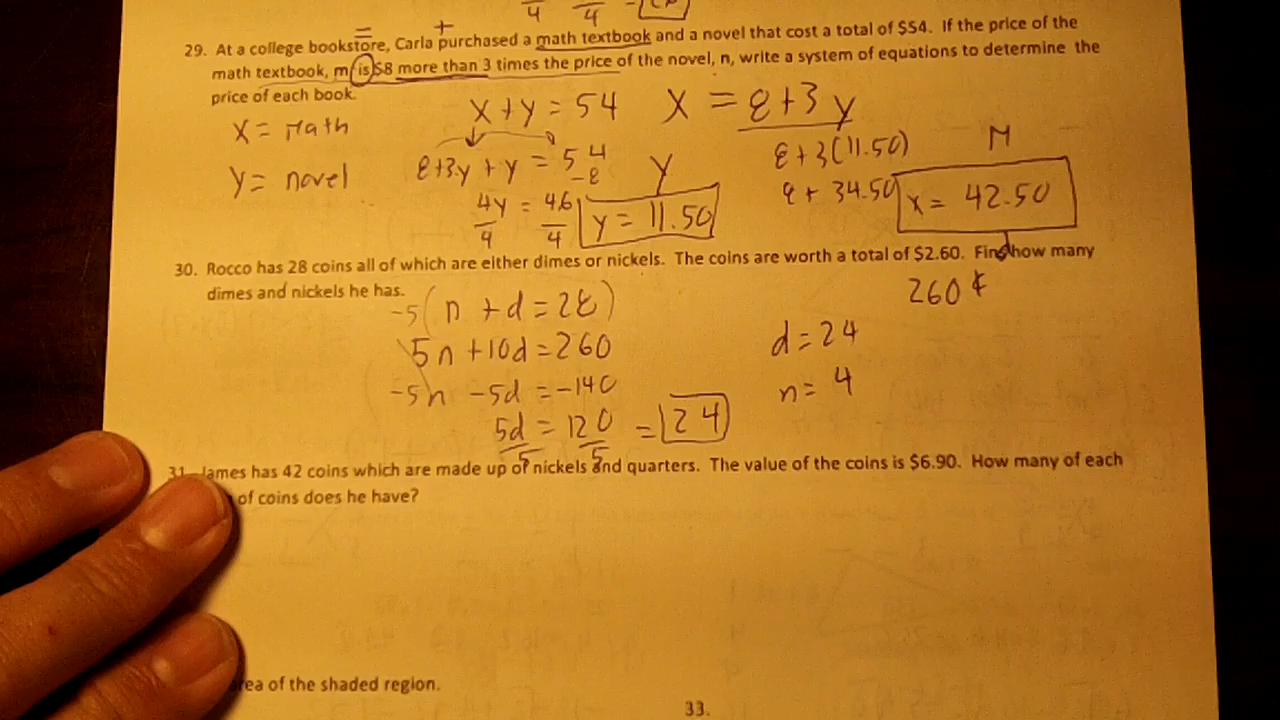 4 4
29. At a college bookstore, Carla purchased a math textbook and a novel that cost a total of $54. If the price of the
math textbook, m is $8 more than 3 times the price of the novel, n, write a system of equations to determine the
price of each book.
= +
x + y = 54 x = 8+3y
x = Math
8+3y + y = 54 y 8 + 3(11.50) M
y = novel -8
4y = 46 y = 11.50 8 + 34.50 x = 42.50
4 4
30. Rocco has 28 coins all of which are either dimes or nickels. The coins are worth a total of $2.60. Find how many
dimes and nickels he has. 260¢
-5(n + d = 28)
5n + 10d = 260 d = 24
-5n -5d = -140 n = 4
5d = 120 = 24
5 5
31. James has 42 coins which are made up of nickels and quarters. The value of the coins is $6.90. How many of each
of coins does he have?
area of the shaded region.
33.